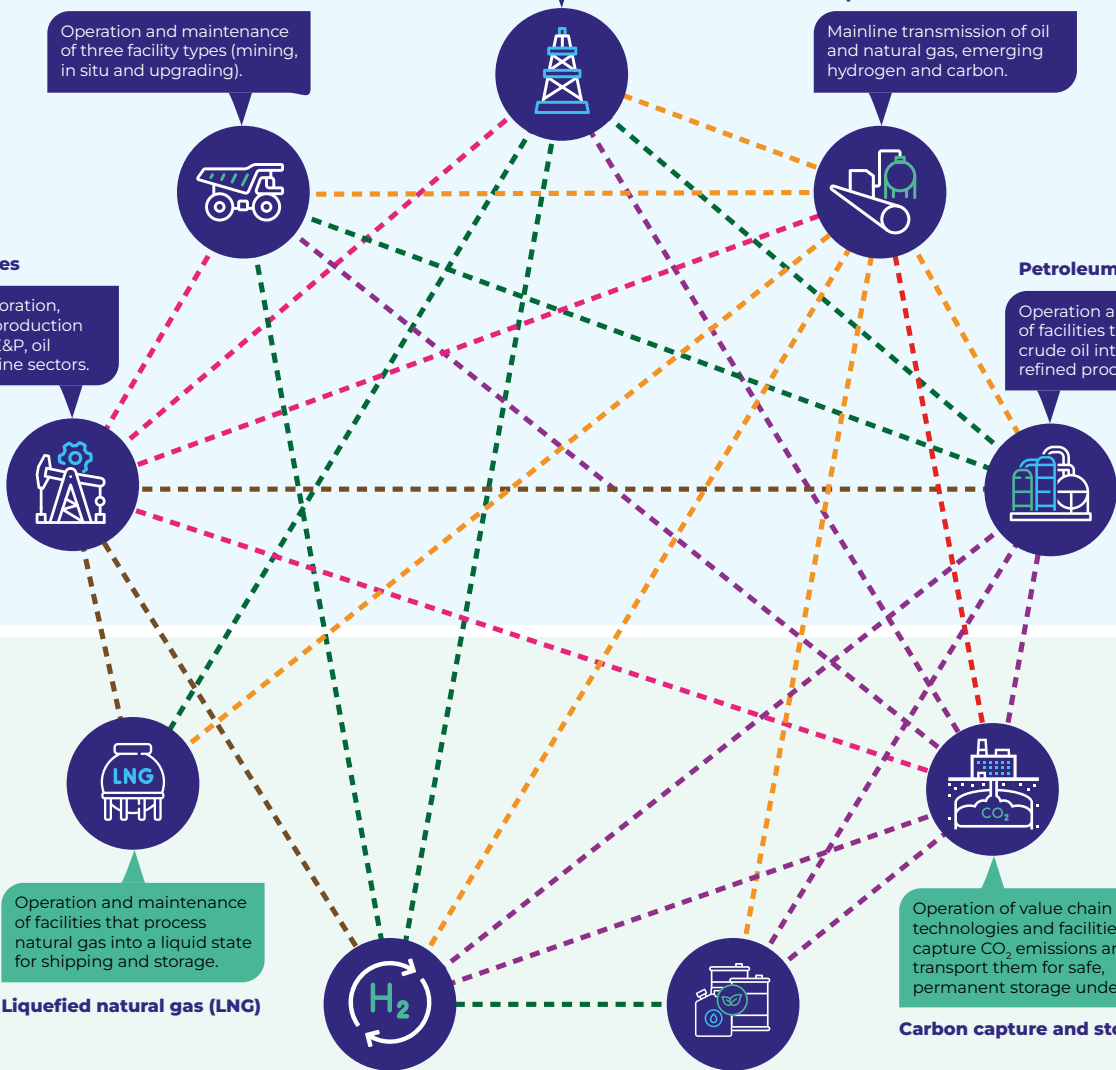 Operation and maintenance
of three facility types (mining,
in situ and upgrading).
Mainline transmission of oil
and natural gas, emerging
hydrogen and carbon.
es
oration,
production
&P, oil
ine sectors.
Petroleum
Operation a
of facilities t
crude oil int
refined prod
LNG
Operation and maintenance
of facilities that process
natural gas into a liquid state
for shipping and storage.
Liquefied natural gas (LNG)
H2
CO2
Operation of value chain
technologies and facilities
capture CO2 emissions an
transport them for safe,
permanent storage unde
Carbon capture and sto